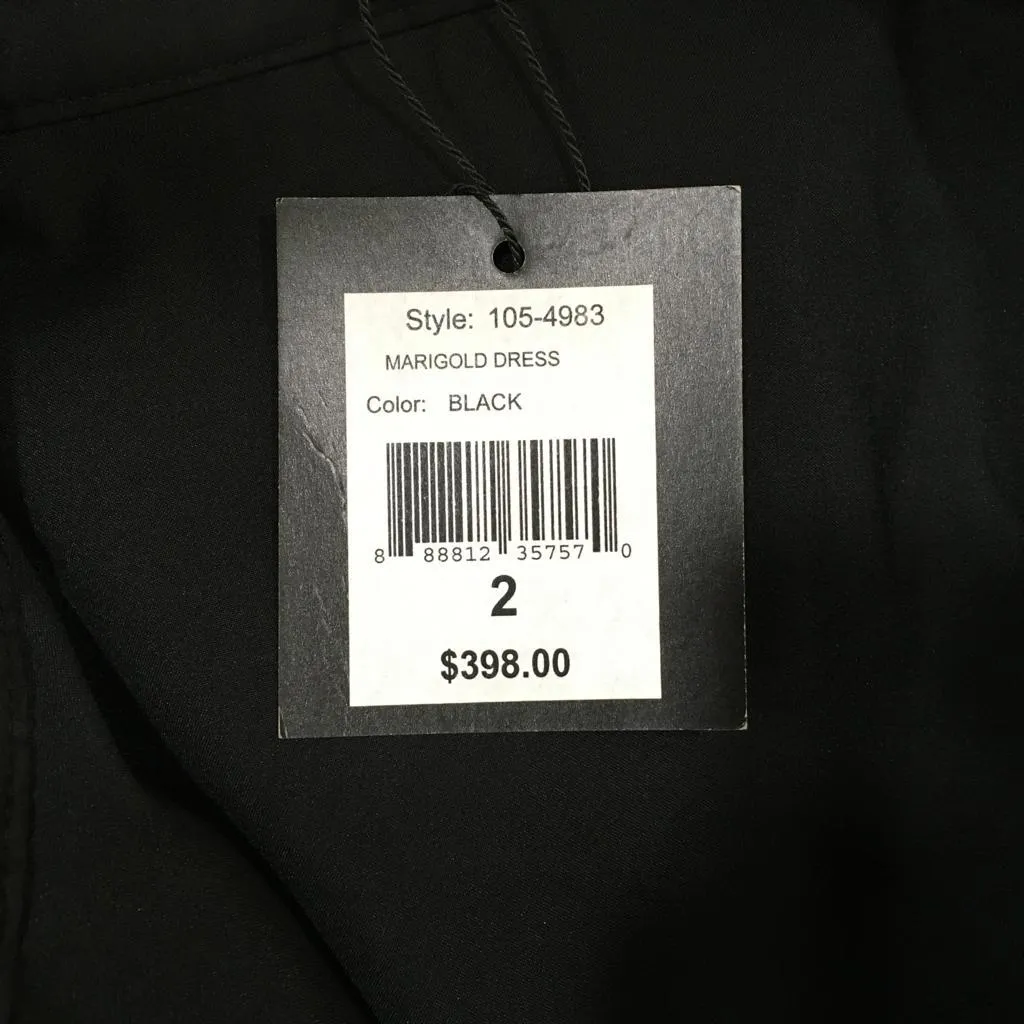 Style: 105-4983
MARIGOLD DRESS
Color: BLACK
8 88812 35757 0
2
$398.00